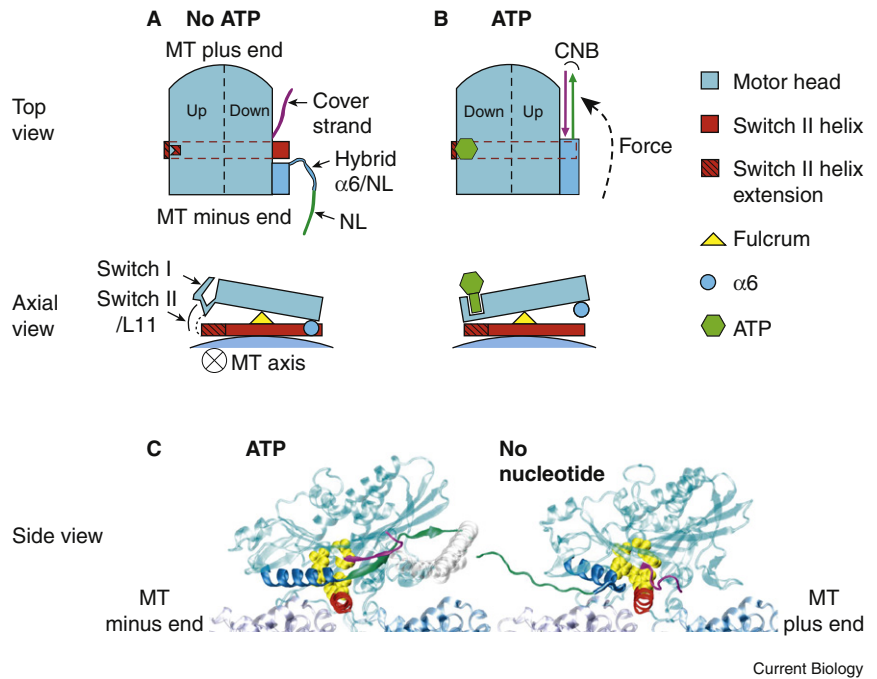 A No ATP
MT plus end
Top
view
Up
Down
Cover
strand
Hybrid
α6/NL
MT minus end
NL
B ATP
CNB
Down
Up
Force
Motor head
Switch II helix
Switch II helix
extension
Fulcrum
α6
ATP
Axial
view
Switch I
Switch II
/L11
MT axis
C ATP
No
nucleotide
Side view
MT
minus end
MT
plus end
Current Biology